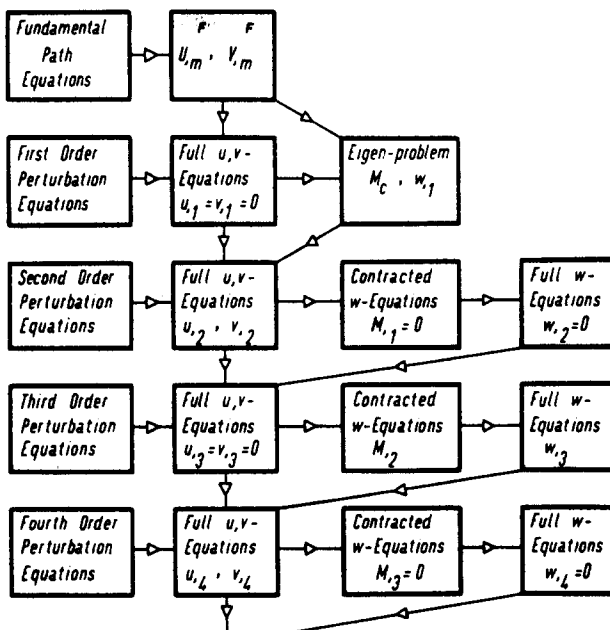 Fundamental
Path
Equations
F F
U,m , V,m
First Order
Perturbation
Equations
Full u,v-
Equations
u,1 = v,1 = 0
Eigen-problem
Mc , w,1
Second Order
Perturbation
Equations
Full u,v-
Equations
u,2 , v,2
Contracted
w-Equations
M,1 = 0
Full w-
Equations
w,2 = 0
Third Order
Perturbation
Equations
Full u,v-
Equations
u,3 = v,3 = 0
Contracted
w-Equations
M,2
Full w-
Equations
w,3
Fourth Order
Perturbation
Equations
Full u,v-
Equations
u,4 , v,4
Contracted
w-Equations
M,3 = 0
Full w-
Equations
w,4 = 0